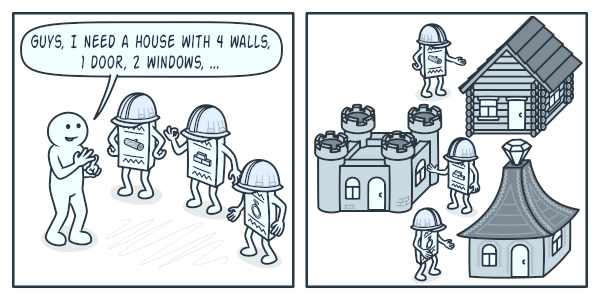 GUYS, I NEED A HOUSE WITH 4 WALLS,
1 DOOR, 2 WINDOWS, ...